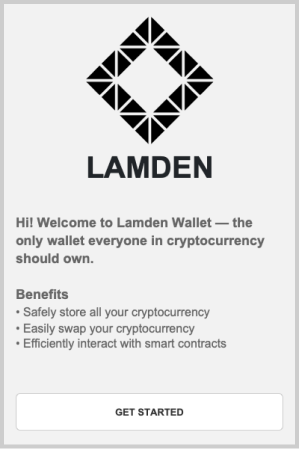 LAMDEN
Hi! Welcome to Lamden Wallet — the
only wallet everyone in cryptocurrency
should own.
Benefits
• Safely store all your cryptocurrency
• Easily swap your cryptocurrency
• Efficiently interact with smart contracts
GET STARTED